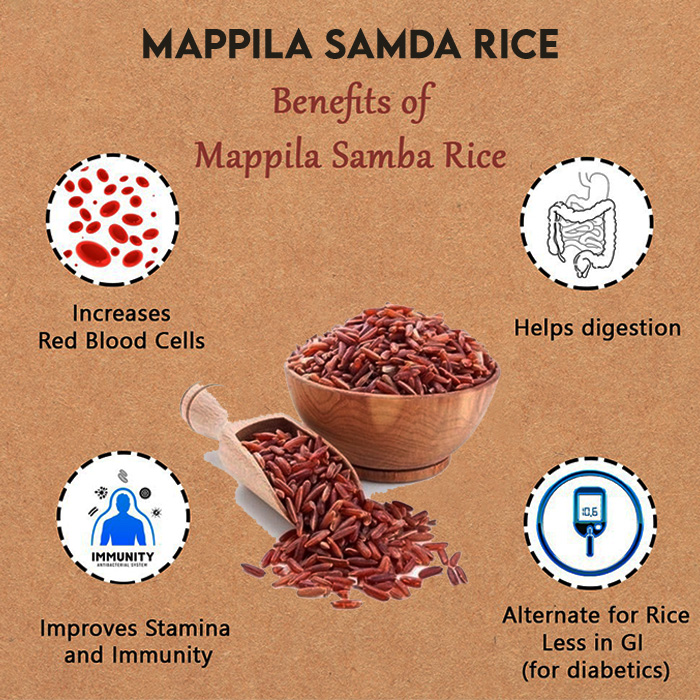 MAPPILA SAMDA RICE
Benefits of
Mappila Samba Rice
Increases
Red Blood Cells
Helps digestion
IMMUNITY
ANTIBACTERIAL SYSTEM
10,6
Improves Stamina
and Immunity
Alternate for Rice
Less in GI
(for diabetics)